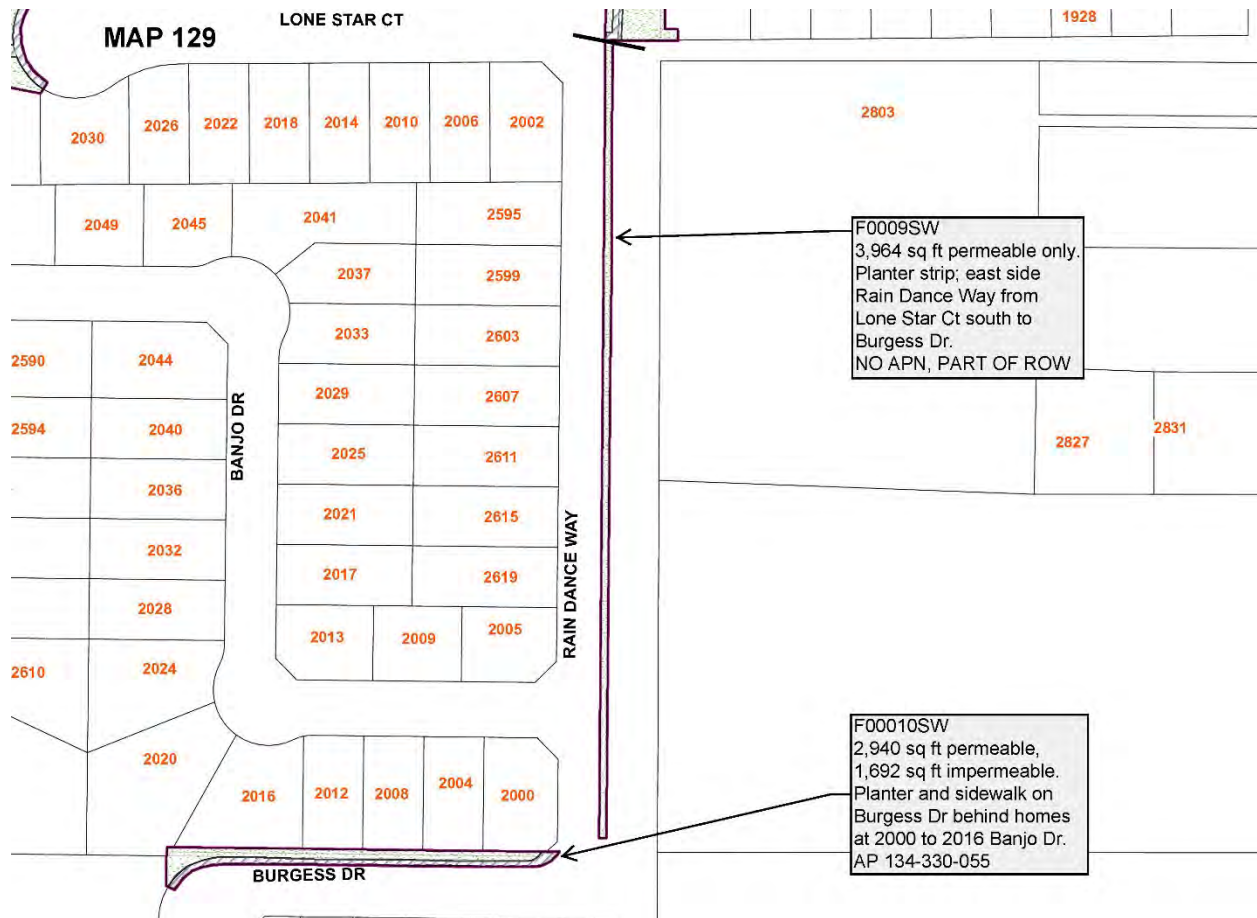 LONE STAR CT
MAP 129
1928
2030
2026
2022
2018
2014
2010
2006
2002
2803
2049
2045
2041
2595
F0009SW
3,964 sq ft permeable only.
Planter strip; east side
Rain Dance Way from
Lone Star Ct south to
Burgess Dr.
NO APN, PART OF ROW
2037
2599
2033
2603
2590
2044
2029
2607
BANJO DR
2594
2040
2025
2611
2827
2831
2036
2021
2615
RAIN DANCE WAY
2032
2017
2619
2028
2013
2009
2005
2610
2024
2020
2016
2012
2008
2004
2000
F00010SW
2,940 sq ft permeable,
1,692 sq ft impermeable.
Planter and sidewalk on
Burgess Dr behind homes
at 2000 to 2016 Banjo Dr.
AP 134-330-055
BURGESS DR